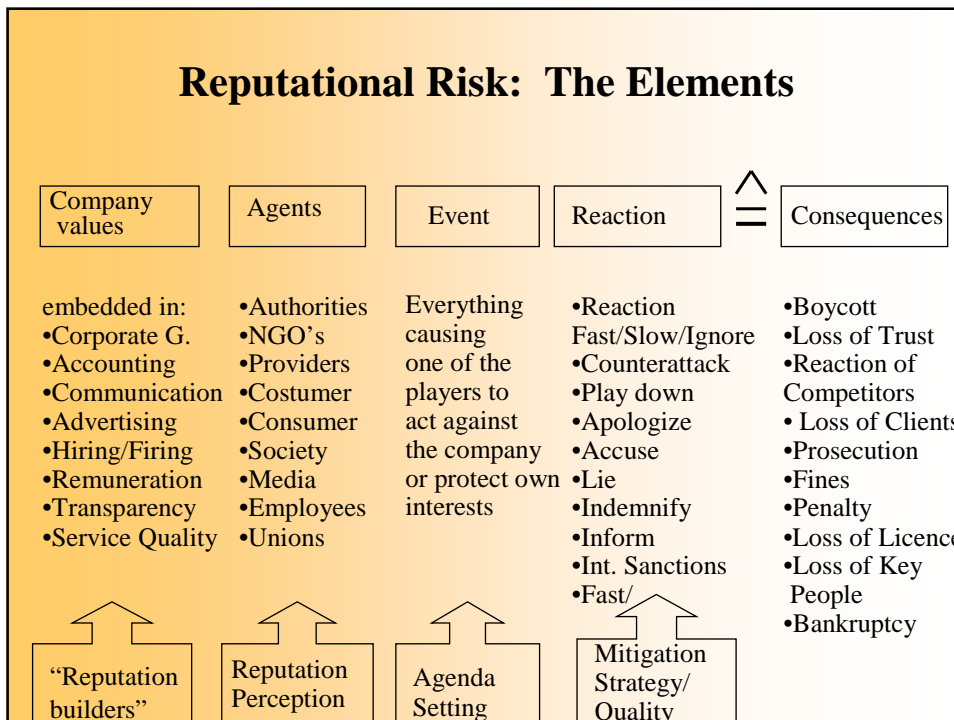 Reputational Risk: The Elements
Company
values
Agents
Event
Reaction
Consequences
embedded in:
•Corporate G.
•Accounting
•Communication
•Advertising
•Hiring/Firing
•Remuneration
•Transparency
•Service Quality
•Authorities
•NGO’s
•Providers
•Costumer
•Consumer
•Society
•Media
•Employees
•Unions
Everything
causing
one of the
players to
act against
the company
or protect own
interests
•Reaction
Fast/Slow/Ignore
•Counterattack
•Play down
•Apologize
•Accuse
•Lie
•Indemnify
•Inform
•Int. Sanctions
•Fast/
•Boycott
•Loss of Trust
•Reaction of
Competitors
• Loss of Clients
•Prosecution
•Fines
•Penalty
•Loss of Licence
•Loss of Key
People
•Bankruptcy
“Reputation
builders”
Reputation
Perception
Agenda
Setting
Mitigation
Strategy/
Quality